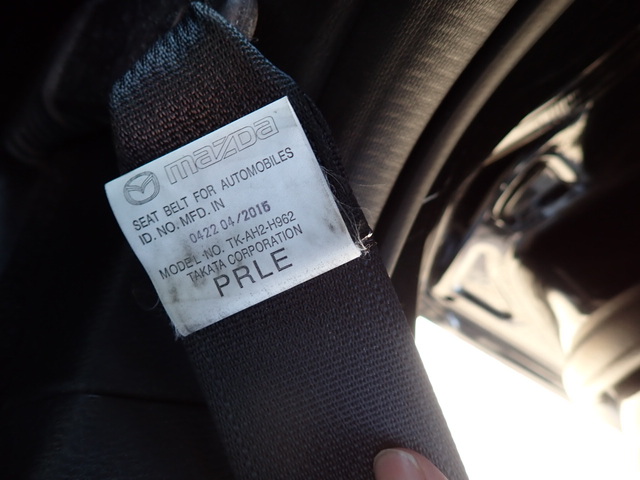 mazda
SEAT BELT FOR AUTOMOBILES
ID. NO. MFD. IN
0422 04/2015
MODEL-NO. TK-AH2-H962
TAKATA CORPORATION
PRLE